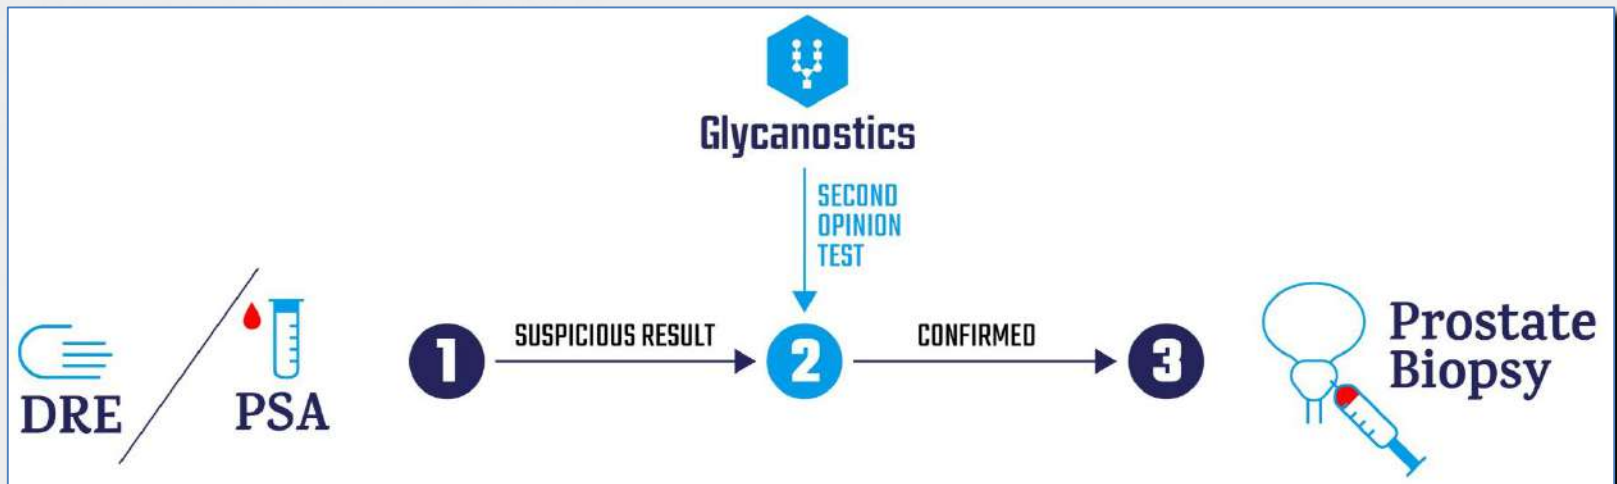 Glycanostics
SECOND
OPINION
TEST
DRE
PSA
1
SUSPICIOUS RESULT
2
CONFIRMED
3
Prostate
Biopsy